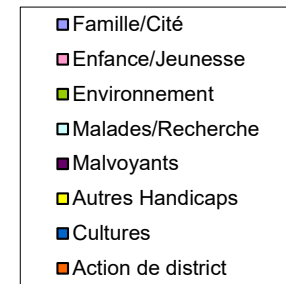 Famille/Cité
Enfance/Jeunesse
Environnement
Malades/Recherche
Malvoyants
Autres Handicaps
Cultures
Action de district